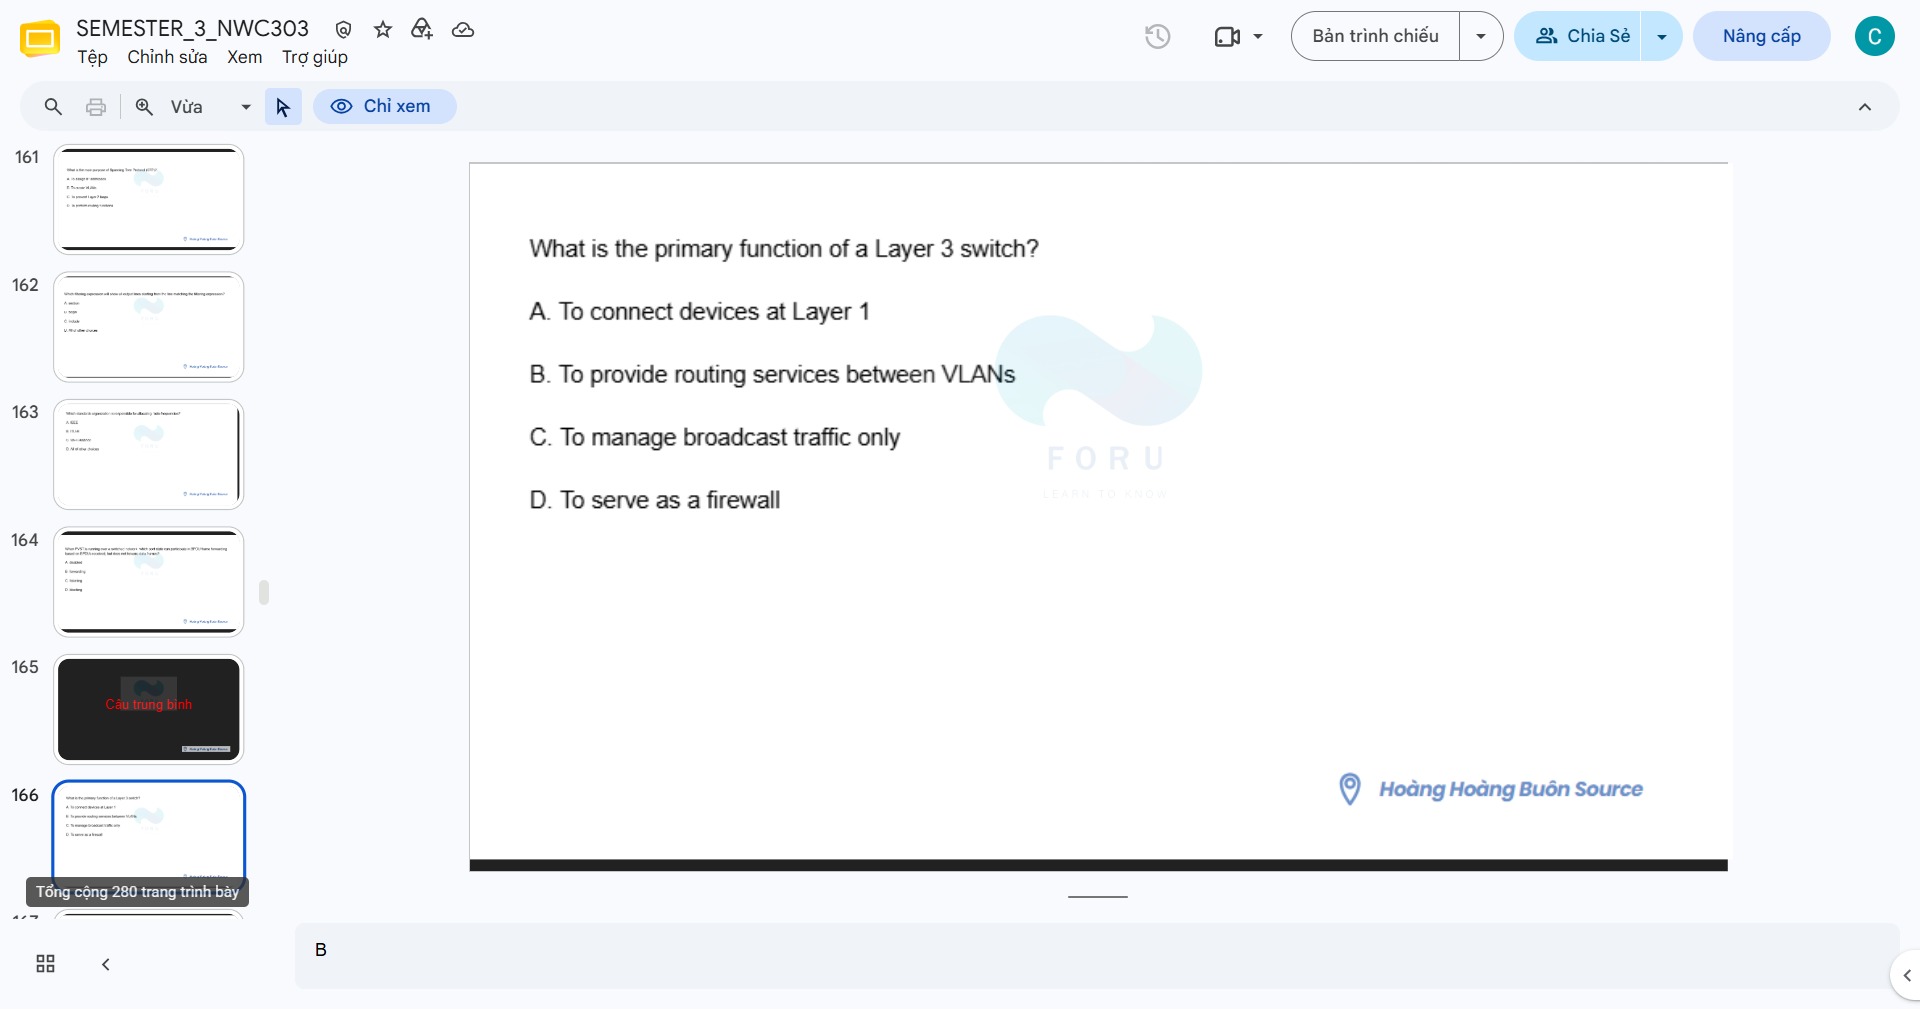 SEMESTER_3_NWC303
Tệp Chỉnh sửa Xem Trợ giúp
Bản trình chiếu
Chia Sẻ
Nâng cấp
C
Vừa
Chỉ xem
161
162
163
164
165
Câu trung bình
166
Tổng cộng 280 trang trình bày
What is the primary function of a Layer 3 switch?
A. To connect devices at Layer 1
B. To provide routing services between VLANs
C. To manage broadcast traffic only
D. To serve as a firewall
FORU
LEARN TO KNOW
Hoàng Hoàng Buôn Source
B